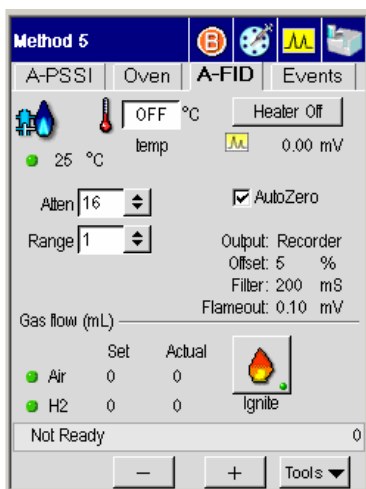 Method 5 B
A-PSSI Oven A-FID Events
OFF °C Heater Off
temp 0.00 mV
25 °C
Atten 16 AutoZero
Range 1 Output: Recorder
Offset: 5 %
Filter: 200 mS
Flameout: 0.10 mV
Gas flow (mL)
Set Actual
Air 0 0
H2 0 0 Ignite
Not Ready 0
− + Tools